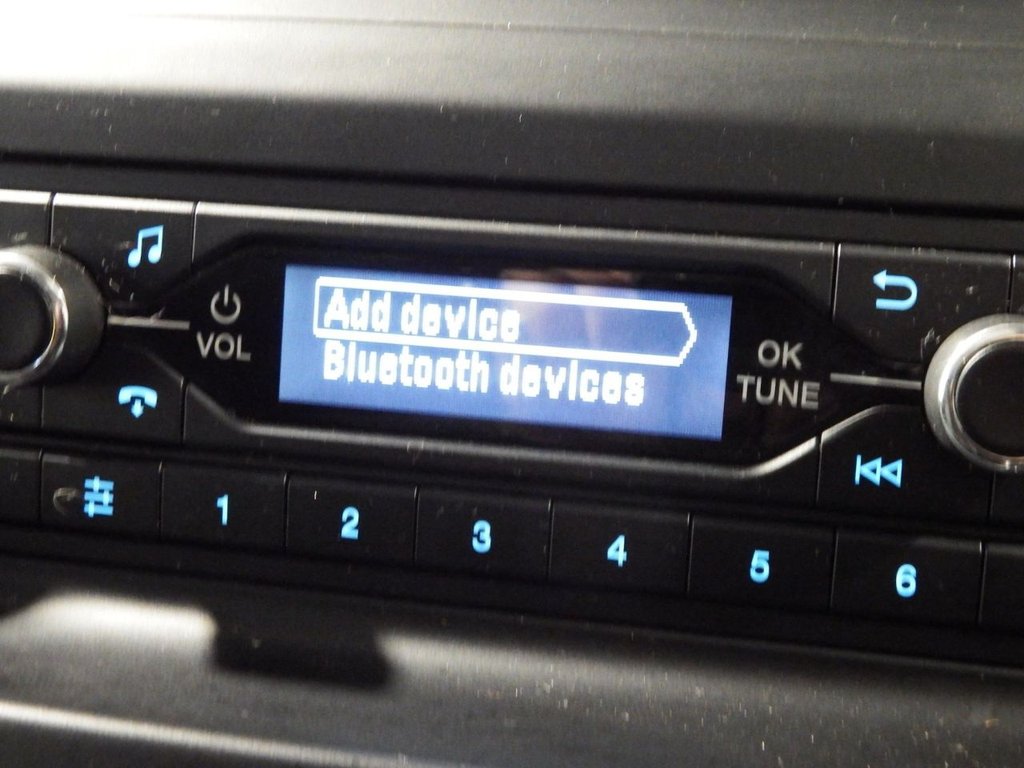 Add device
Bluetooth devices
VOL
OK
TUNE
1 2 3 4 5 6